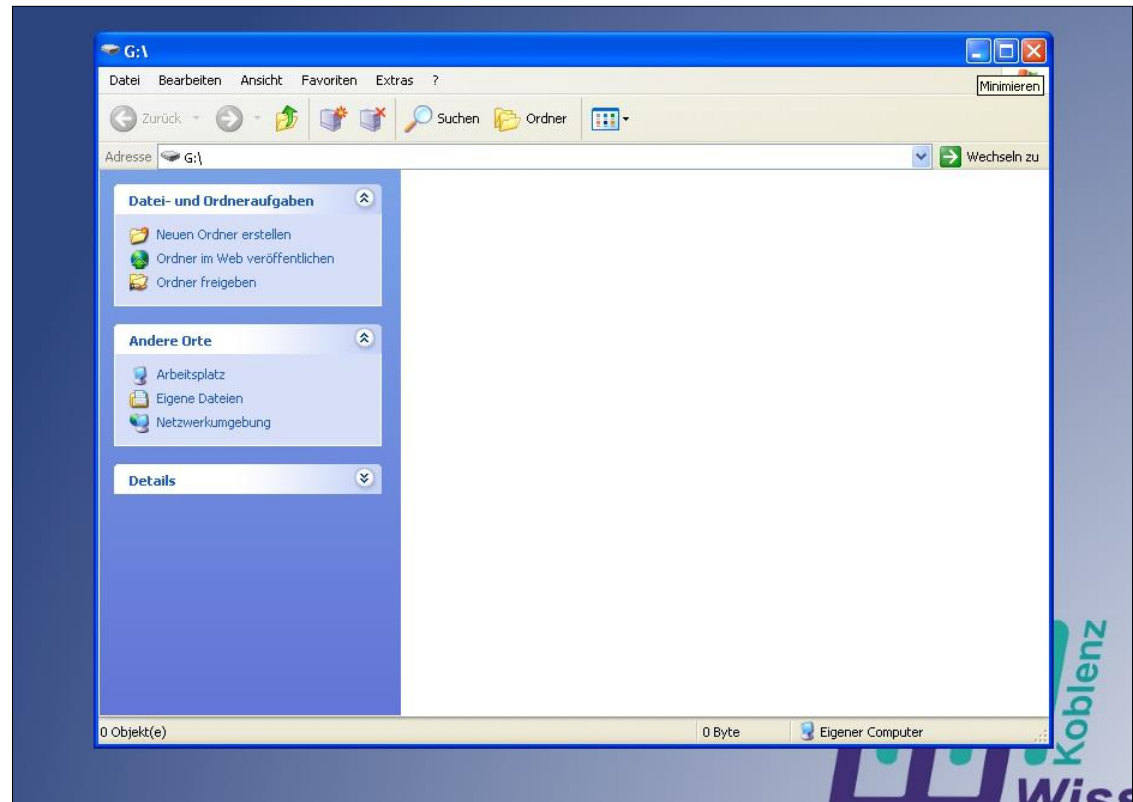 G:\
Datei Bearbeiten Ansicht Favoriten Extras ?
Minimieren
Zurück Suchen Ordner
Adresse G:\ Wechseln zu
Datei- und Ordneraufgaben
Neuen Ordner erstellen
Ordner im Web veröffentlichen
Ordner freigeben
Andere Orte
Arbeitsplatz
Eigene Dateien
Netzwerkumgebung
Details
0 Objekt(e) 0 Byte Eigener Computer
Koblenz
Wiss